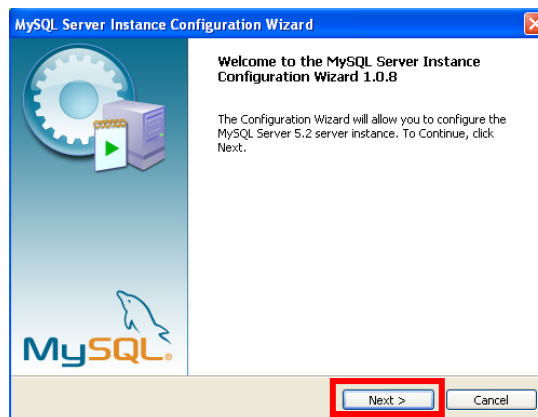 MySQL Server Instance Configuration Wizard
Welcome to the MySQL Server Instance
Configuration Wizard 1.0.8
The Configuration Wizard will allow you to configure the
MySQL Server 5.2 server instance. To Continue, click
Next.
MySQL®
Next >
Cancel